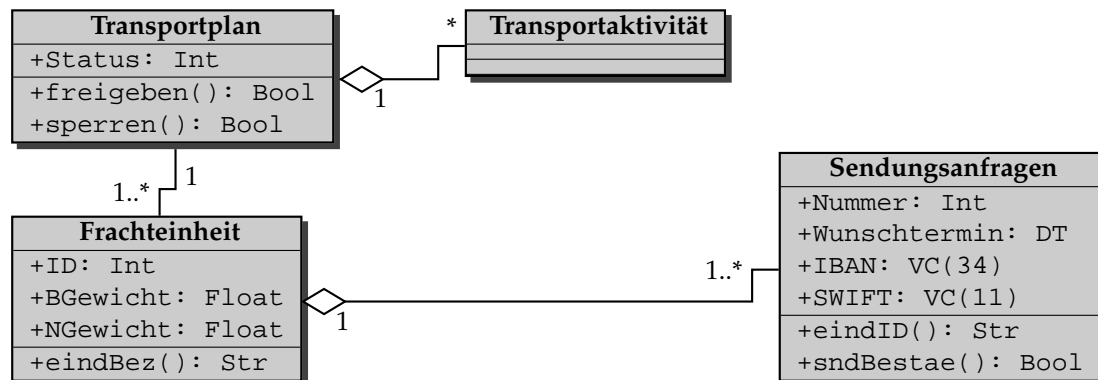 Transportplan
+Status: Int
+freigeben(): Bool
+sperren(): Bool
1
*
Transportaktivität
1
1..*
Frachteinheit
+ID: Int
+BGewicht: Float
+NGewicht: Float
+eindBez(): Str
1
1..*
Sendungsanfragen
+Nummer: Int
+Wunschtermin: DT
+IBAN: VC(34)
+SWIFT: VC(11)
+eindID(): Str
+sndBestae(): Bool